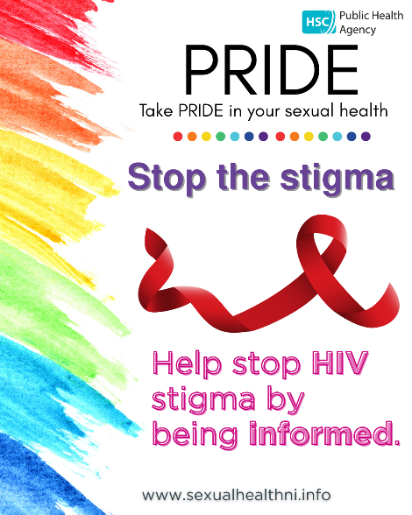 HSC Public Health
Agency
PRIDE
Take PRIDE in your sexual health
Stop the stigma
Help stop HIV
stigma by
being informed.
www.sexualhealthni.info